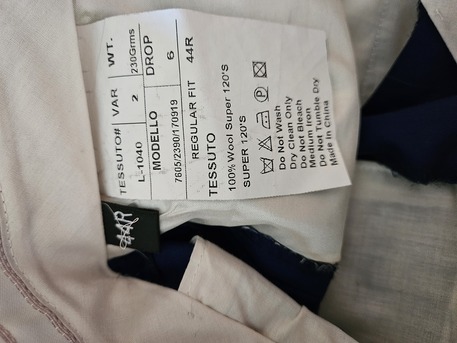 TESSUTO# VAR WT.
L-1040 2 230Grms
MODELLO DROP
7605/2390/170919 6
REGULAR FIT 44R
TESSUTO
100% Wool Super 120'S
SUPER 120'S
Do Not Wash
Dry Clean Only
Do Not Bleach
Medium Iron
Do Not Tumble Dry
Made In China
44R